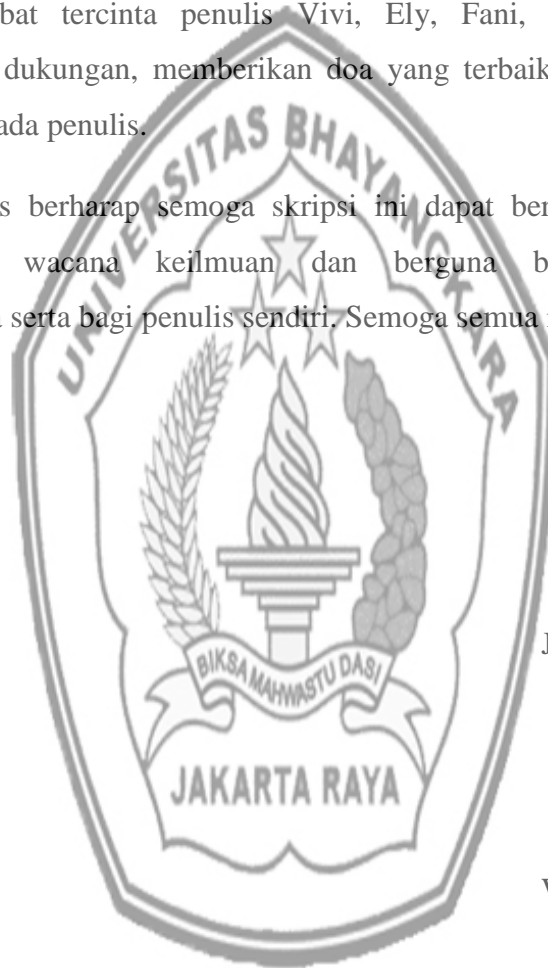 bat tercinta penulis Vivi, Ely, Fani,
dukungan, memberikan doa yang terbaik
ada penulis.
s berharap semoga skripsi ini dapat ber
wacana keilmuan dan berguna b
a serta bagi penulis sendiri. Semoga semua
UNIVERSITAS BHAYANGKARA
J
BIKSA MAHWASTU DASI
JAKARTA RAYA
V